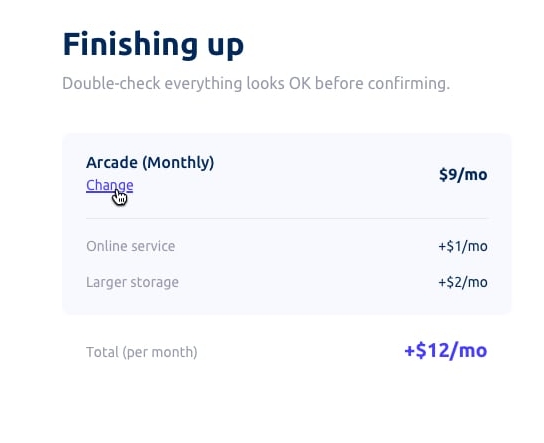 Finishing up
Double-check everything looks OK before confirming.
Arcade (Monthly)
Change
$9/mo
Online service +$1/mo
Larger storage +$2/mo
Total (per month) +$12/mo